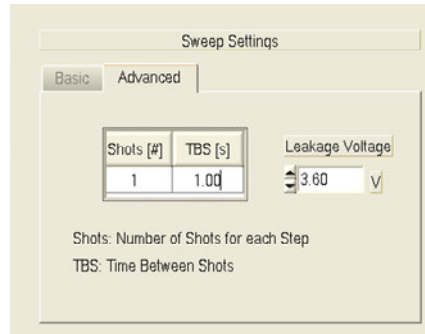 Sweep Settings
Basic Advanced
Shots [#] TBS [s] Leakage Voltage
1 1.00 3.60 V
Shots: Number of Shots for each Step
TBS: Time Between Shots